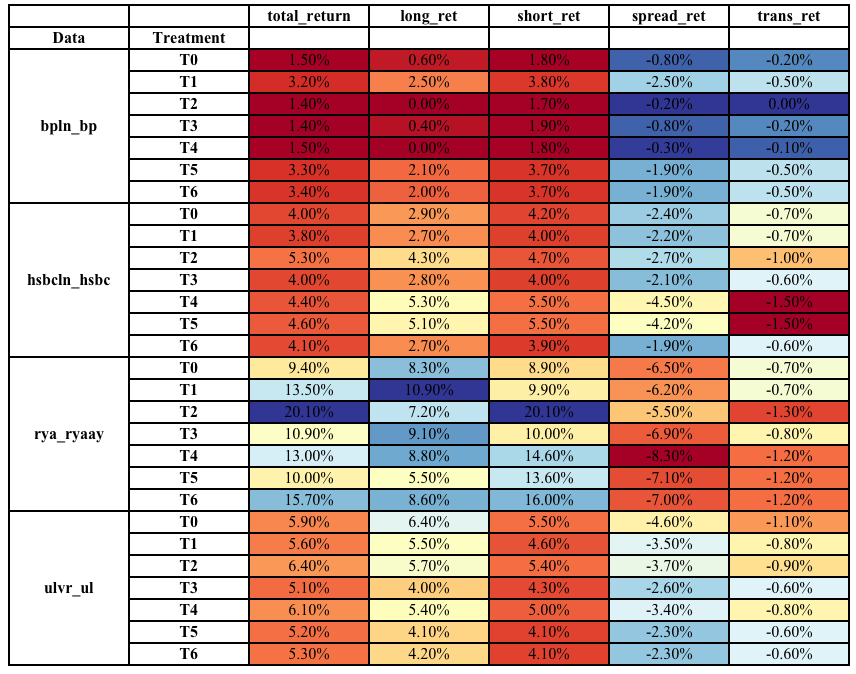 total_return long_ret short_ret spread_ret trans_ret
Data Treatment
T0 1.50% 0.60% 1.80% -0.80% -0.20%
T1 3.20% 2.50% 3.80% -2.50% -0.50%
T2 1.40% 0.00% 1.70% -0.20% 0.00%
bpln_bp T3 1.40% 0.40% 1.90% -0.80% -0.20%
T4 1.50% 0.00% 1.80% -0.30% -0.10%
T5 3.30% 2.10% 3.70% -1.90% -0.50%
T6 3.40% 2.00% 3.70% -1.90% -0.50%
T0 4.00% 2.90% 4.20% -2.40% -0.70%
T1 3.80% 2.70% 4.00% -2.20% -0.70%
T2 5.30% 4.30% 4.70% -2.70% -1.00%
hsbcln_hsbc T3 4.00% 2.80% 4.00% -2.10% -0.60%
T4 4.40% 5.30% 5.50% -4.50% -1.50%
T5 4.60% 5.10% 5.50% -4.20% -1.50%
T6 4.10% 2.70% 3.90% -1.90% -0.60%
T0 9.40% 8.30% 8.90% -6.50% -0.70%
T1 13.50% 10.90% 9.90% -6.20% -0.70%
T2 20.10% 7.20% 20.10% -5.50% -1.30%
rya_ryaay T3 10.90% 9.10% 10.00% -6.90% -0.80%
T4 13.00% 8.80% 14.60% -8.30% -1.20%
T5 10.00% 5.50% 13.60% -7.10% -1.20%
T6 15.70% 8.60% 16.00% -7.00% -1.20%
T0 5.90% 6.40% 5.50% -4.60% -1.10%
T1 5.60% 5.50% 4.60% -3.50% -0.80%
T2 6.40% 5.70% 5.40% -3.70% -0.90%
ulvr_ul T3 5.10% 4.00% 4.30% -2.60% -0.60%
T4 6.10% 5.40% 5.00% -3.40% -0.80%
T5 5.20% 4.10% 4.10% -2.30% -0.60%
T6 5.30% 4.20% 4.10% -2.30% -0.60%